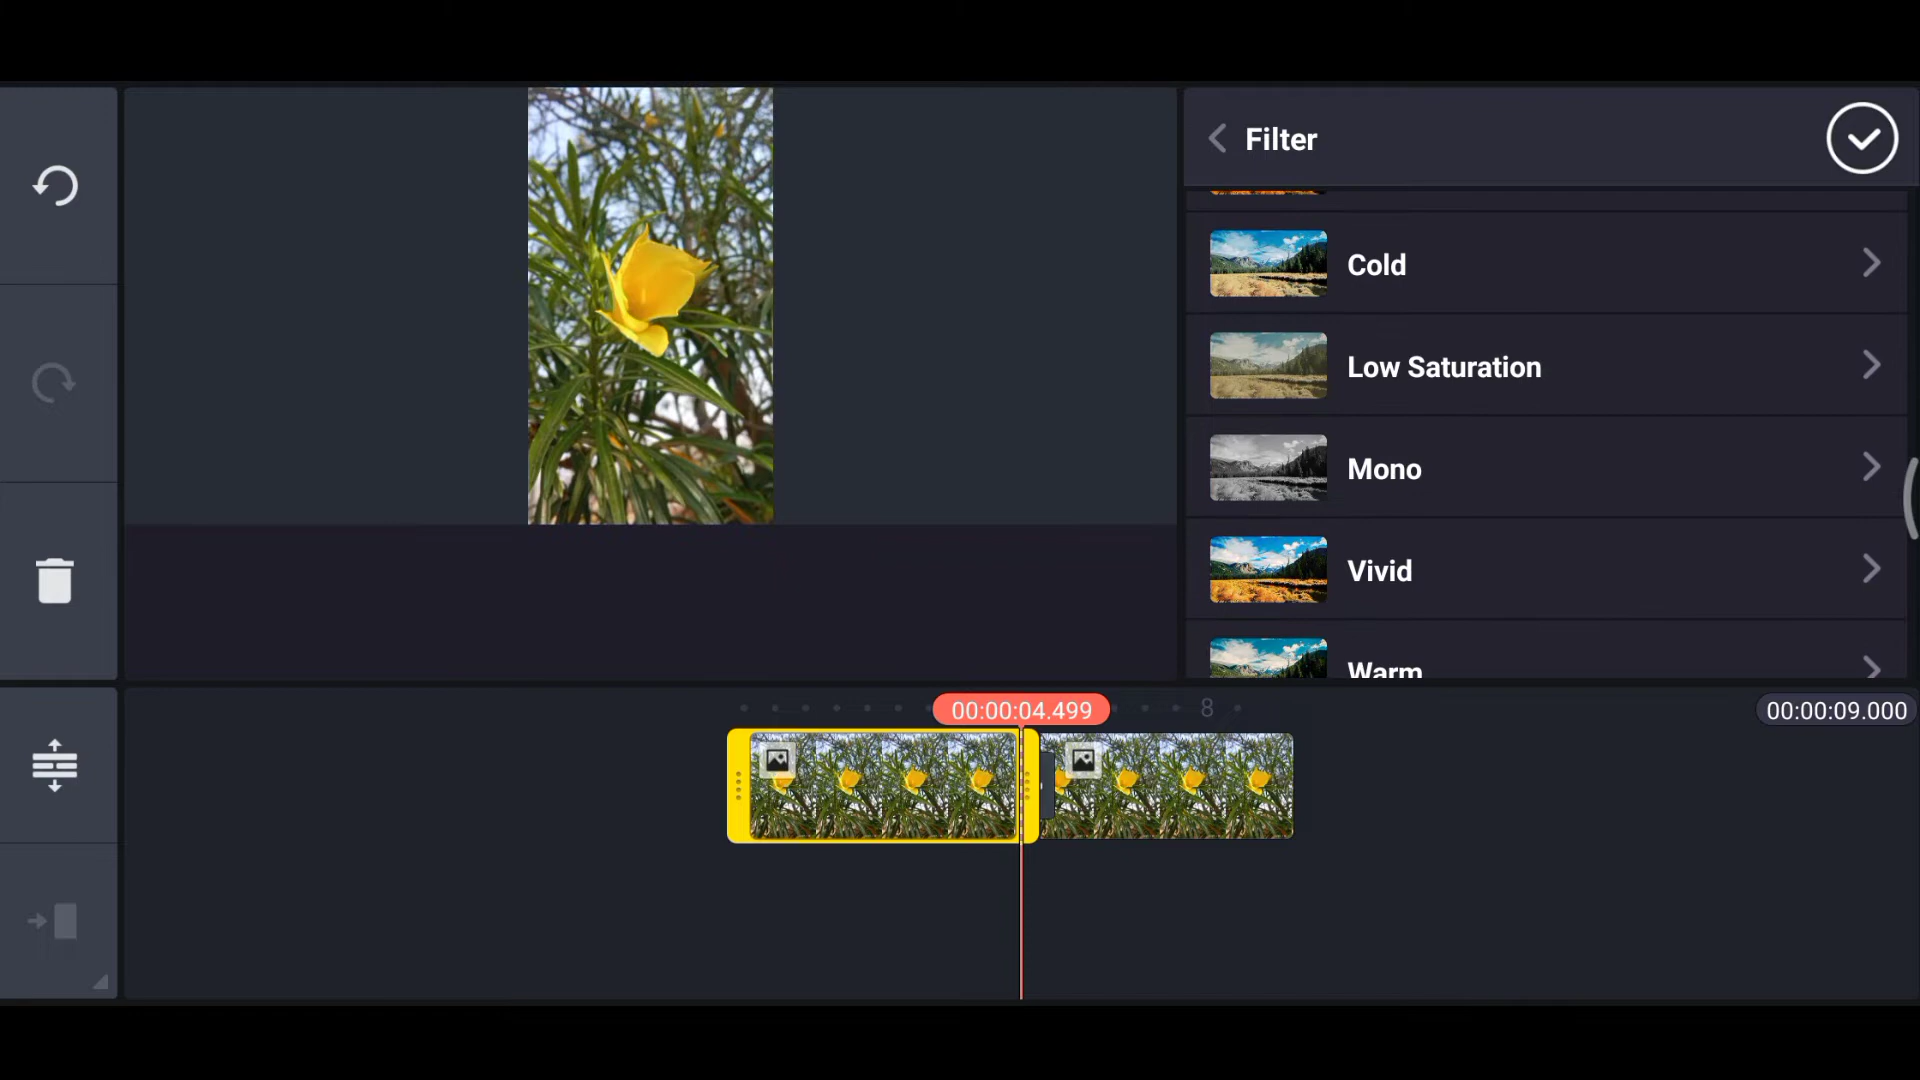 Filter
Cold
Low Saturation
Mono
Vivid
Warm
00:00:04.499
8
00:00:09.000